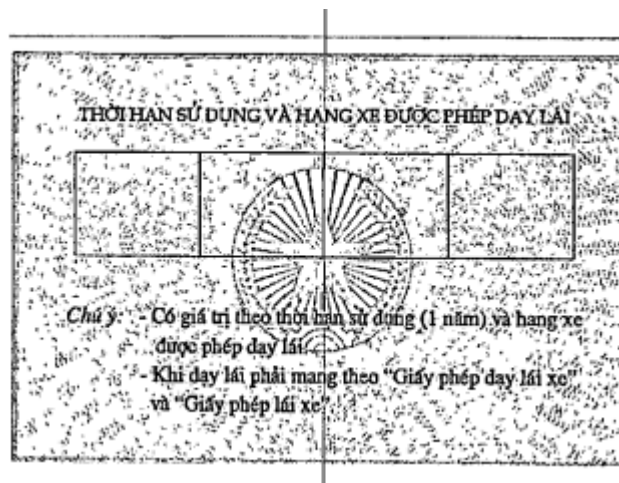 THỜI HẠN SỬ DỤNG VÀ HẠNG XE ĐƯỢC PHÉP DẠY LÁI
Chú ý: - Có giá trị theo thời hạn sử dụng (1 năm) và hạng xe
được phép dạy lái
- Khi dạy lái phải mang theo “Giấy phép dạy lái xe”
và “Giấy phép lái xe”